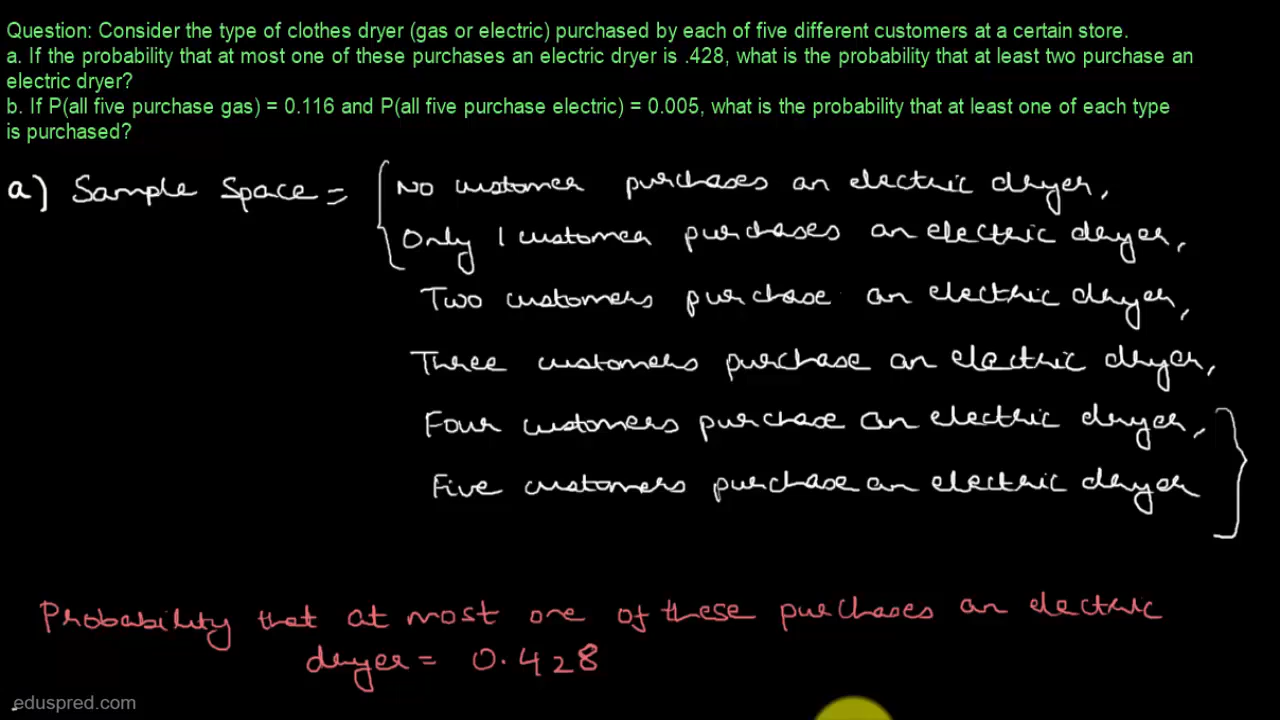 Question: Consider the type of clothes dryer (gas or electric) purchased by each of five different customers at a certain store.
a. If the probability that at most one of these purchases an electric dryer is .428, what is the probability that at least two purchase an
electric dryer?
b. If P(all five purchase gas) = 0.116 and P(all five purchase electric) = 0.005, what is the probability that at least one of each type
is purchased?
a) Sample Space = { No customer purchases an electric dryer,
Only 1 customer purchases an electric dryer,
Two customers purchase an electric dryer,
Three customers purchase an electric dryer,
Four customers purchase an electric dryer,
Five customers purchase an electric dryer }
Probability that at most one of these purchases an electric
dryer = 0.428
eduspred.com